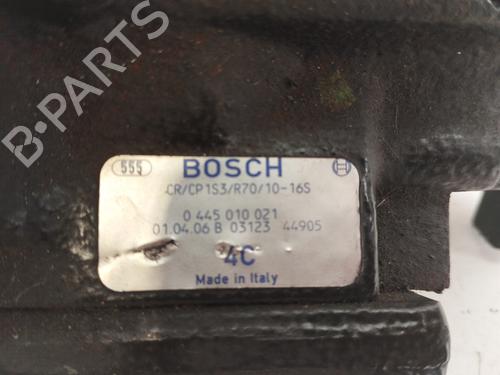 B-PARTS
555 BOSCH
CR/CP1S3/R70/10-16S
0 445 010 021
01.04.06 B 03123 44905
4C
Made in Italy